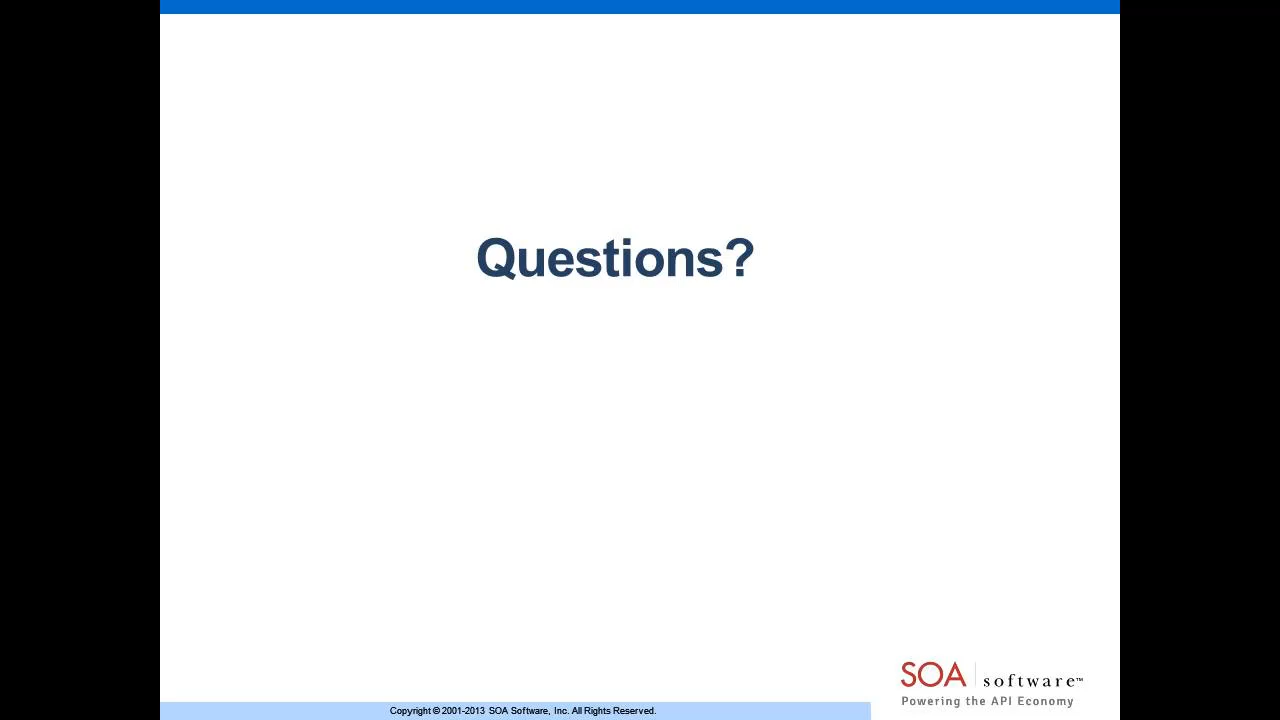 Questions?
SOA software™
Powering the API Economy
Copyright © 2001-2013 SOA Software, Inc. All Rights Reserved.